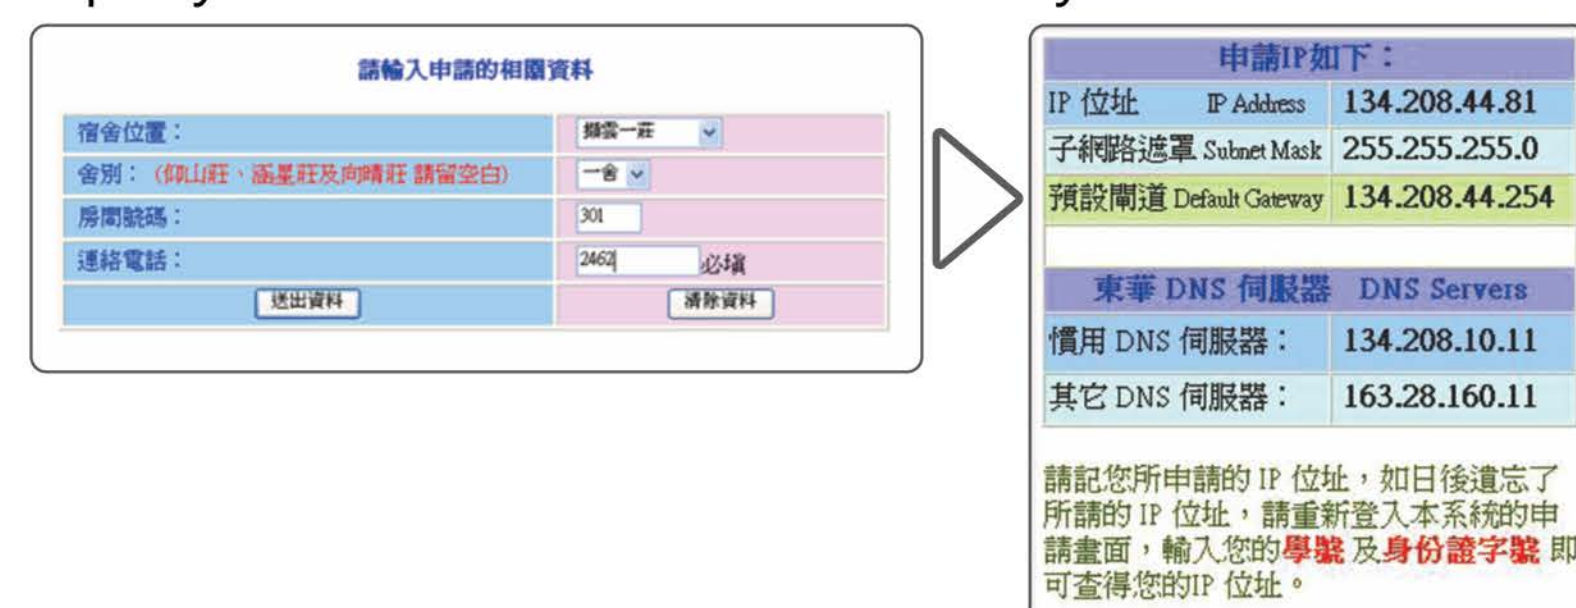 請輸入申請的相關資料
宿舍位置： 擷雲一莊
舍別：（仰山莊、涵星莊及向晴莊 請留空白） 一舍
房間號碼： 301
連絡電話： 2462 必填
送出資料 清除資料
申請IP如下：
IP 位址 IP Address 134.208.44.81
子網路遮罩 Subnet Mask 255.255.255.0
預設閘道 Default Gateway 134.208.44.254
東華 DNS 伺服器 DNS Servers
慣用 DNS 伺服器： 134.208.10.11
其它 DNS 伺服器： 163.28.160.11
請記您所申請的 IP 位址，如日後遺忘了
所請的 IP 位址，請重新登入本系統的申
請畫面，輸入您的學號 及身份證字號 即
可查得您的IP 位址。